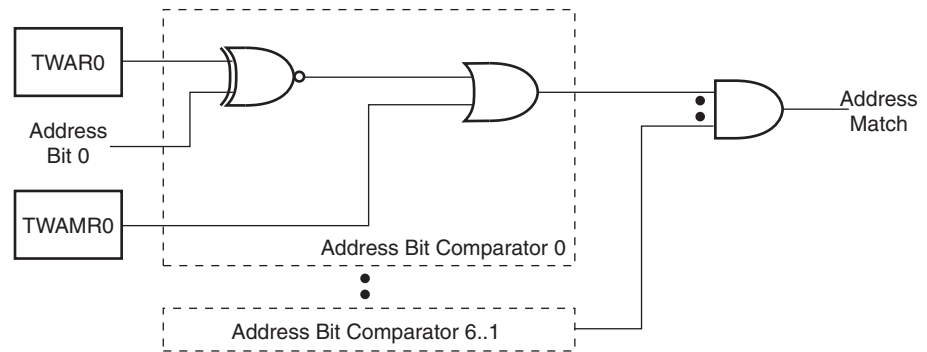 TWAR0
Address
Bit 0
TWAMR0
Address Bit Comparator 0
Address Bit Comparator 6..1
Address
Match